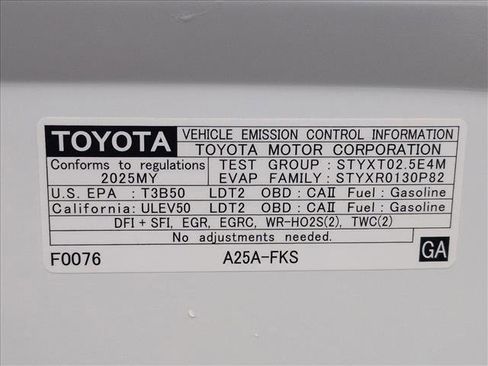 TOYOTA VEHICLE EMISSION CONTROL INFORMATION
TOYOTA MOTOR CORPORATION
Conforms to regulations TEST GROUP : STYXT02.5E4M
2025MY EVAP FAMILY : STYXR0130P82
U.S. EPA : T3B50 LDT2 OBD : CAII Fuel : Gasoline
California: ULEV50 LDT2 OBD : CAII Fuel : Gasoline
DFI + SFI, EGR, EGRC, WR-HO2S(2), TWC(2)
No adjustments needed.
F0076 A25A-FKS GA